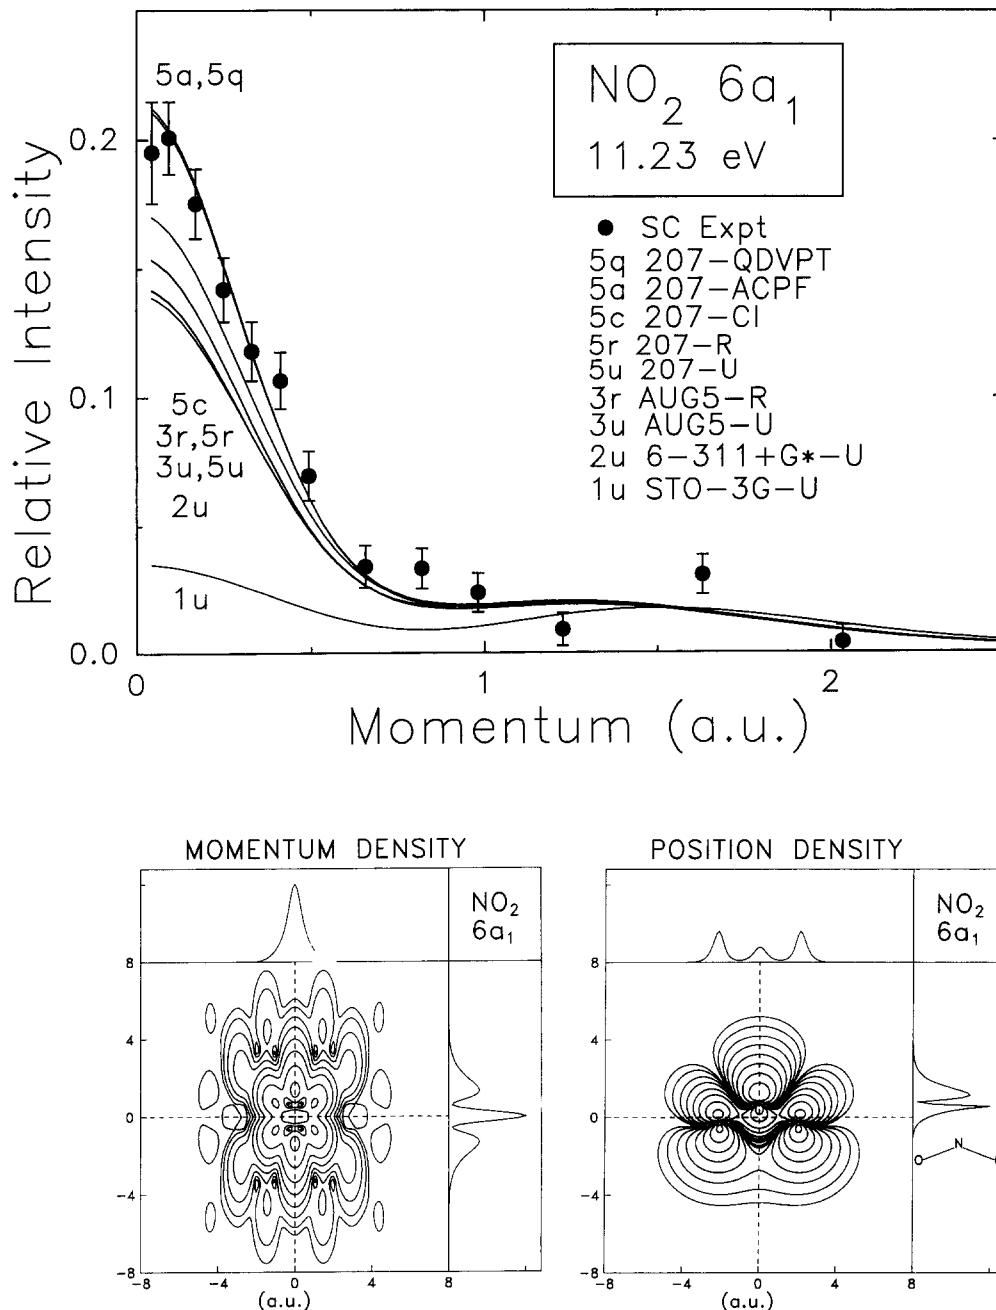 NO2 6a1
11.23 eV
5a,5q
0.2
● SC Expt
5q 207-QDVPT
5a 207-ACPF
5c 207-CI
5r 207-R
5u 207-U
3r AUG5-R
3u AUG5-U
2u 6-311+G*-U
1u STO-3G-U
Relative Intensity
0.1
5c
3r,5r
3u,5u
2u
1u
0.0
0 1 2
Momentum (a.u.)
MOMENTUM DENSITY
NO2
6a1
8
4
0
-4
-8
-8 -4 0 4 8
(a.u.)
POSITION DENSITY
NO2
6a1
8
4
0
-4
-8
N
O
-8 -4 0 4 8
(a.u.)